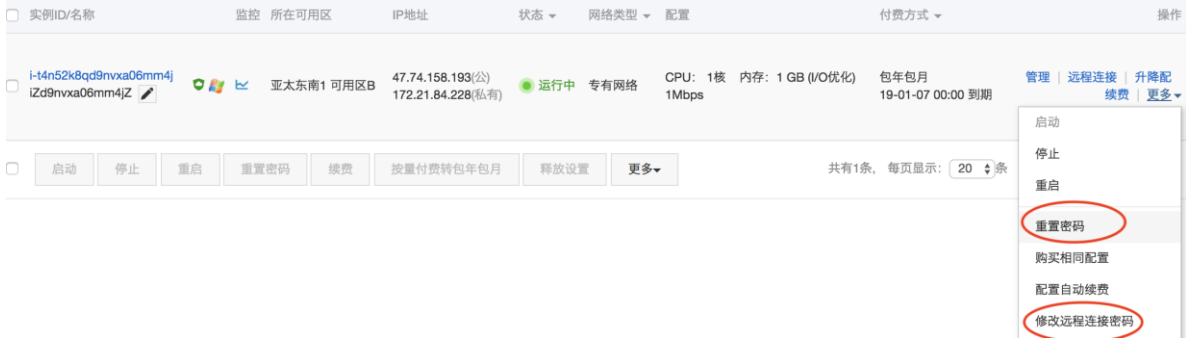 实例ID/名称 监控 所在可用区 IP地址 状态 网络类型 配置 付费方式 操作
i-t4n52k8qd9nvxa06mm4j
iZd9nvxa06mm4jZ
亚太东南1 可用区B
47.74.158.193(公)
172.21.84.228(私有)
运行中
专有网络
CPU: 1核 内存: 1 GB (I/O优化)
1Mbps
包年包月
19-01-07 00:00 到期
管理 | 远程连接 | 升降配
续费 | 更多
启动
停止
重启
重置密码
购买相同配置
配置自动续费
修改远程连接密码
启动 停止 重启 重置密码 续费 按量付费转包年包月 释放设置 更多
共有1条, 每页显示: 20 条